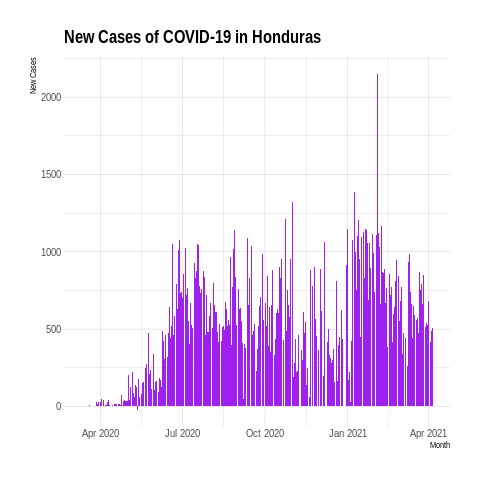 New Cases of COVID-19 in Honduras
New Cases
2000
1500
1000
500
0
Apr 2020
Jul 2020
Oct 2020
Jan 2021
Apr 2021
Month